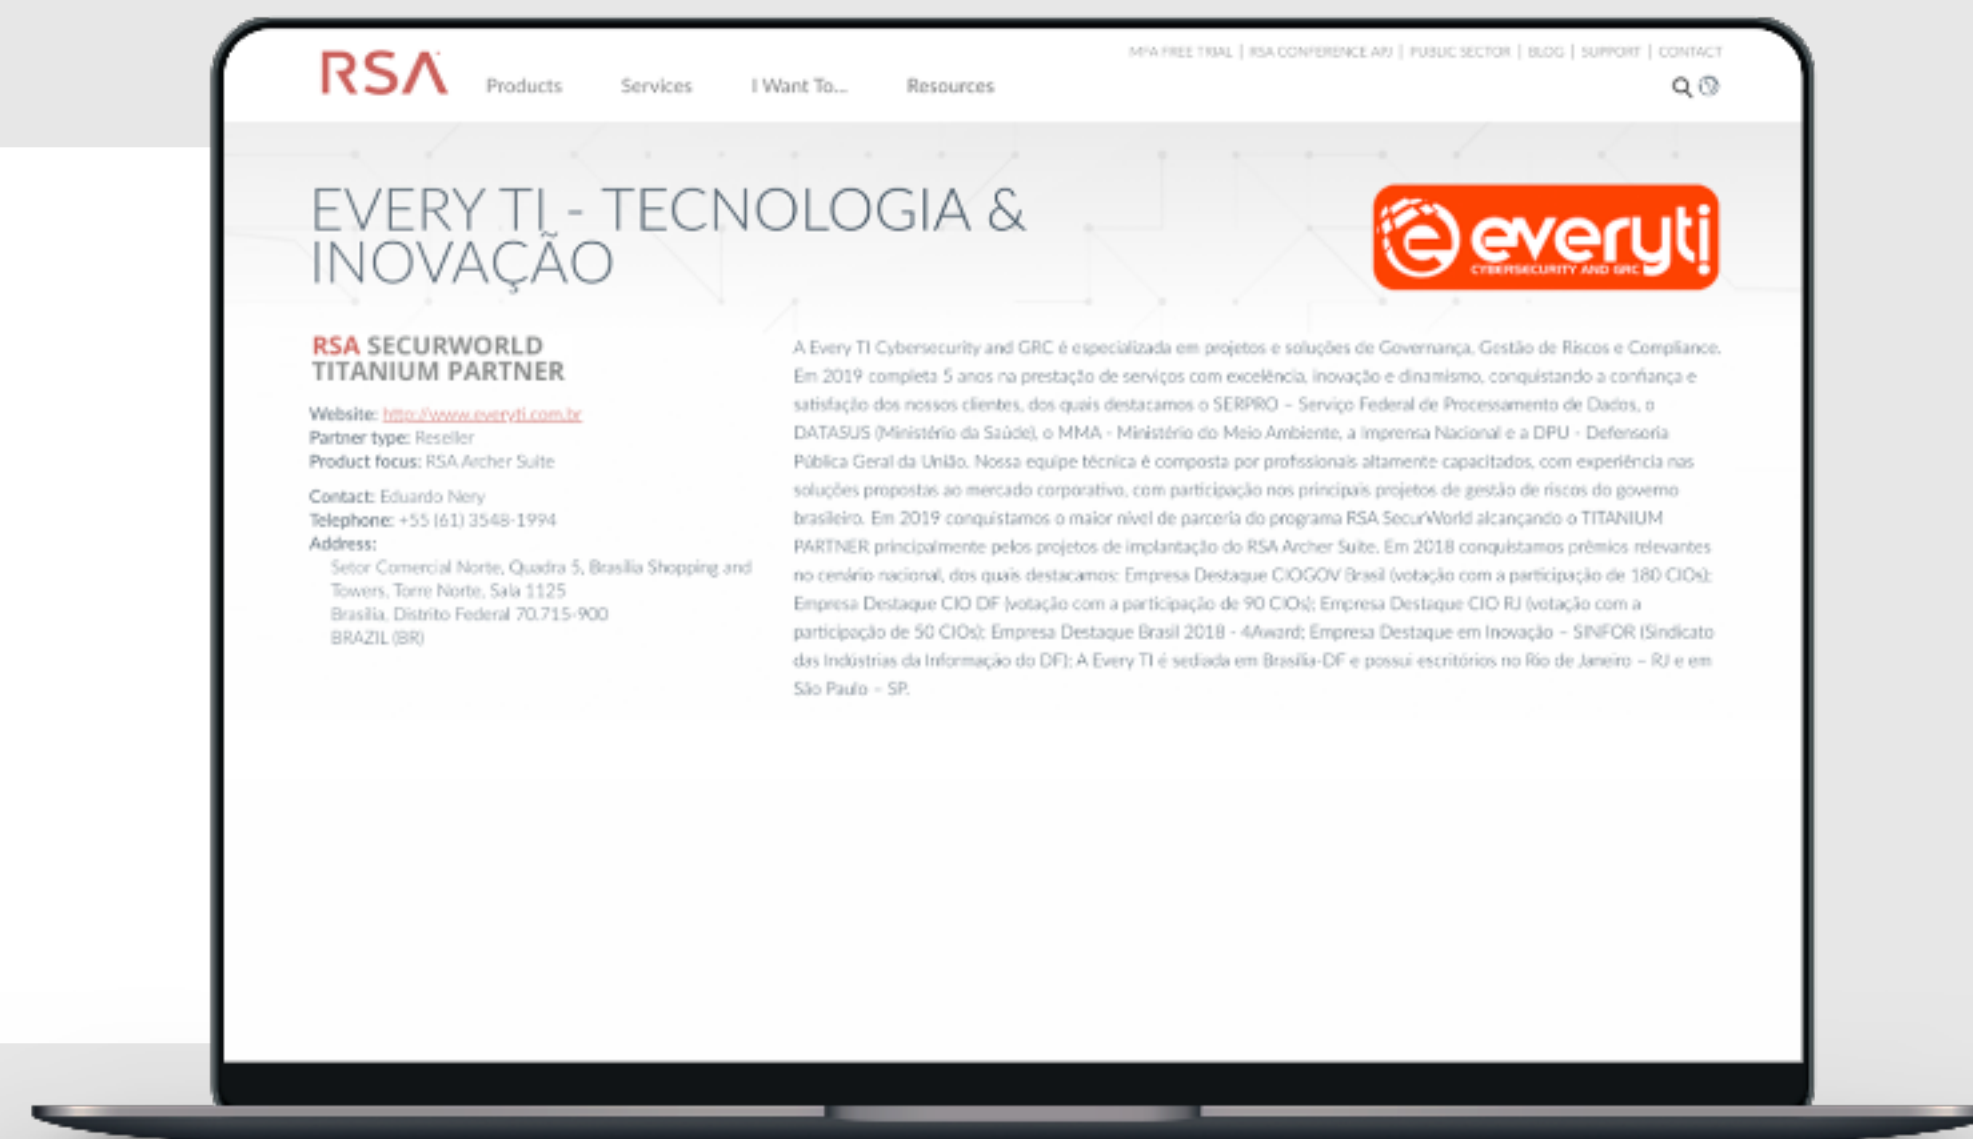 RSA
MFA FREE TRIAL | RSA CONFERENCE APJ | PUBLIC SECTOR | BLOG | SUPPORT | CONTACT
Products Services I Want To... Resources
EVERY TI - TECNOLOGIA &
INOVAÇÃO
everyti
CYBERSECURITY AND GRC
RSA SECURWORLD
TITANIUM PARTNER
Website: http://www.everyti.com.br
Partner type: Reseller
Product focus: RSA Archer Suite
Contact: Eduardo Nery
Telephone: +55 (61) 3548-1994
Address:
Setor Comercial Norte, Quadra 5, Brasilia Shopping and
Towers, Torre Norte, Sala 1125
Brasilia, Distrito Federal 70.715-900
BRAZIL (BR)
A Every TI Cybersecurity and GRC é especializada em projetos e soluções de Governança, Gestão de Riscos e Compliance.
Em 2019 completa 5 anos na prestação de serviços com excelência, inovação e dinamismo, conquistando a confiança e
satisfação dos nossos clientes, dos quais destacamos o SERPRO – Serviço Federal de Processamento de Dados, o
DATASUS (Ministério da Saúde), o MMA - Ministério do Meio Ambiente, a Imprensa Nacional e a DPU - Defensoria
Pública Geral da União. Nossa equipe técnica é composta por profissionais altamente capacitados, com experiência nas
soluções propostas ao mercado corporativo, com participação nos principais projetos de gestão de riscos do governo
brasileiro. Em 2019 conquistamos o maior nível de parceria do programa RSA SecurWorld alcançando o TITANIUM
PARTNER principalmente pelos projetos de implantação do RSA Archer Suite. Em 2018 conquistamos prêmios relevantes
no cenário nacional, dos quais destacamos: Empresa Destaque CIOGOV Brasil (votação com a participação de 180 CIOs);
Empresa Destaque CIO DF (votação com a participação de 90 CIOs); Empresa Destaque CIO RJ (votação com a
participação de 50 CIOs); Empresa Destaque Brasil 2018 - 4Award; Empresa Destaque em Inovação – SINFOR (Sindicato
das Indústrias da Informação do DF); A Every TI é sediada em Brasília-DF e possui escritórios no Rio de Janeiro – RJ e em
São Paulo – SP.